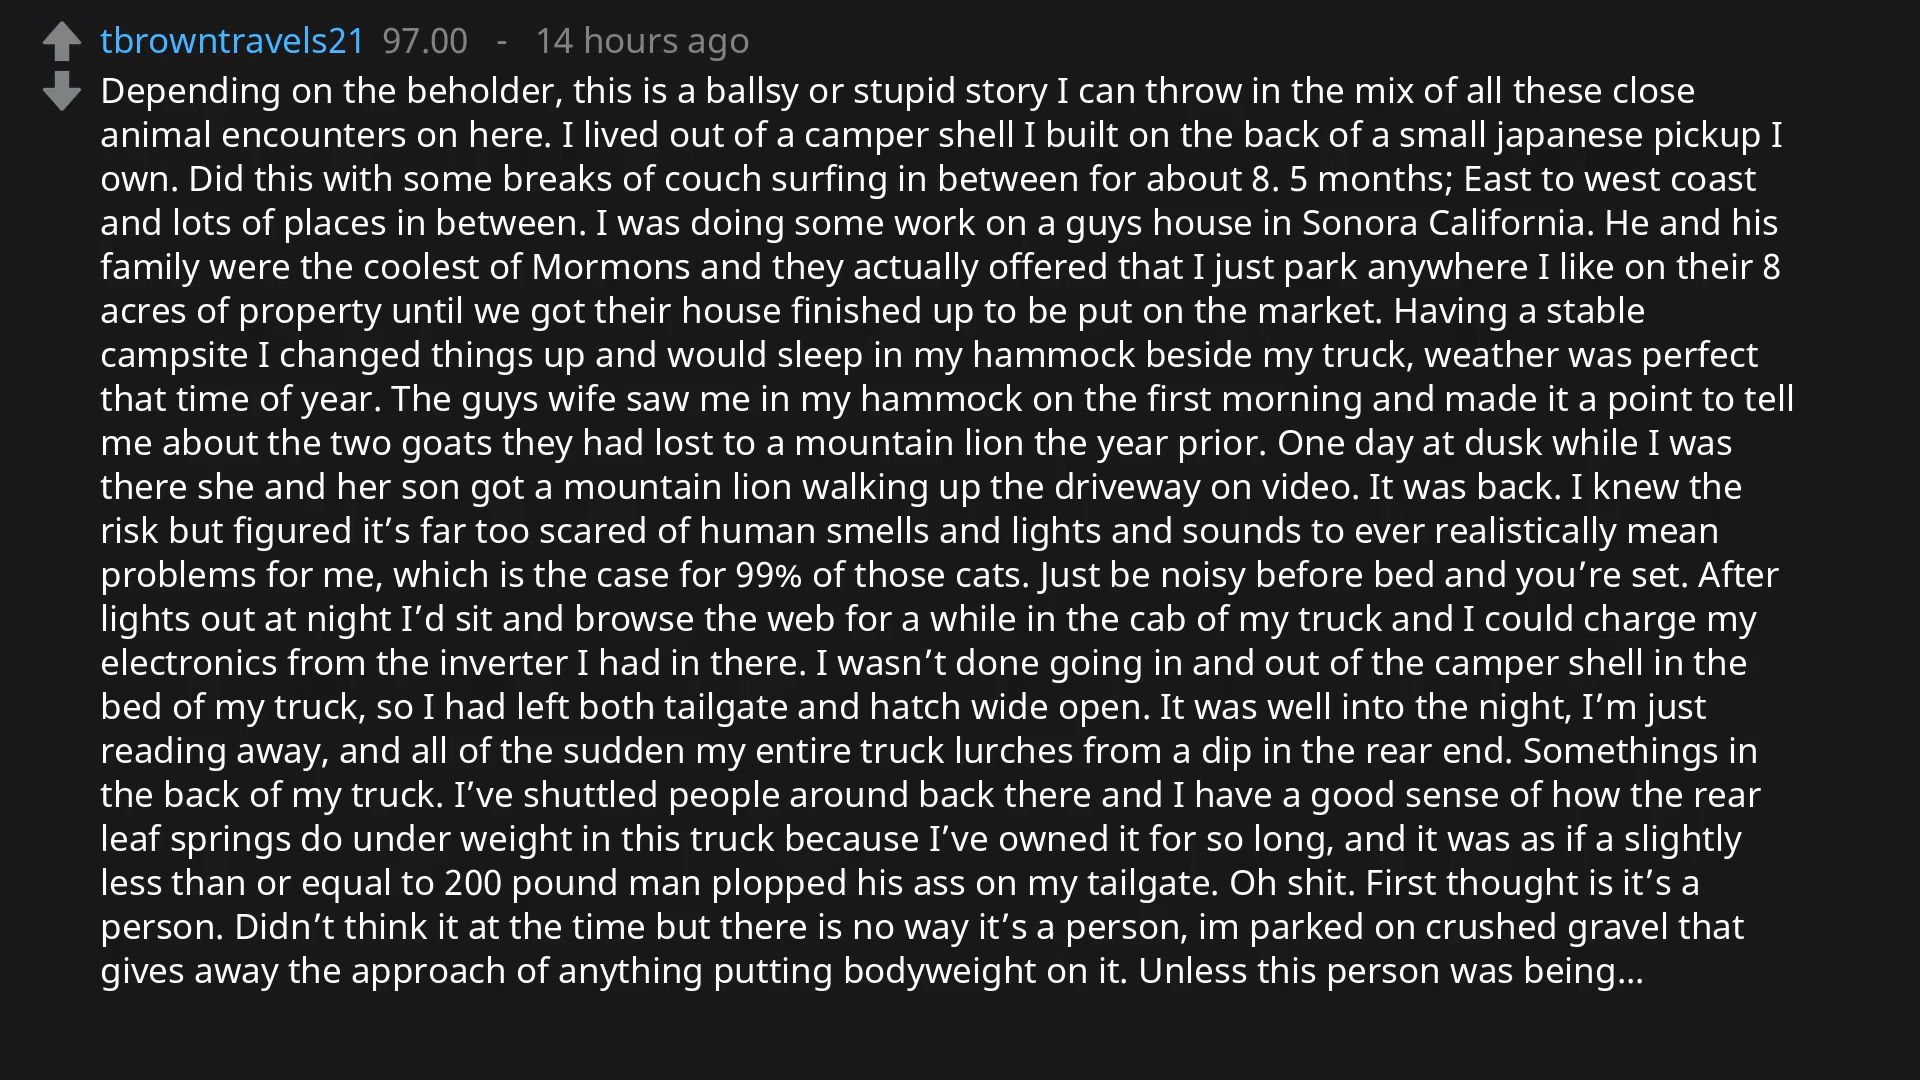 tbrowntravels21 97.00 - 14 hours ago
Depending on the beholder, this is a ballsy or stupid story I can throw in the mix of all these close
animal encounters on here. I lived out of a camper shell I built on the back of a small japanese pickup I
own. Did this with some breaks of couch surfing in between for about 8. 5 months; East to west coast
and lots of places in between. I was doing some work on a guys house in Sonora California. He and his
family were the coolest of Mormons and they actually offered that I just park anywhere I like on their 8
acres of property until we got their house finished up to be put on the market. Having a stable
campsite I changed things up and would sleep in my hammock beside my truck, weather was perfect
that time of year. The guys wife saw me in my hammock on the first morning and made it a point to tell
me about the two goats they had lost to a mountain lion the year prior. One day at dusk while I was
there she and her son got a mountain lion walking up the driveway on video. It was back. I knew the
risk but figured it’s far too scared of human smells and lights and sounds to ever realistically mean
problems for me, which is the case for 99% of those cats. Just be noisy before bed and you’re set. After
lights out at night I’d sit and browse the web for a while in the cab of my truck and I could charge my
electronics from the inverter I had in there. I wasn’t done going in and out of the camper shell in the
bed of my truck, so I had left both tailgate and hatch wide open. It was well into the night, I’m just
reading away, and all of the sudden my entire truck lurches from a dip in the rear end. Somethings in
the back of my truck. I’ve shuttled people around back there and I have a good sense of how the rear
leaf springs do under weight in this truck because I’ve owned it for so long, and it was as if a slightly
less than or equal to 200 pound man plopped his ass on my tailgate. Oh shit. First thought is it’s a
person. Didn’t think it at the time but there is no way it’s a person, im parked on crushed gravel that
gives away the approach of anything putting bodyweight on it. Unless this person was being...